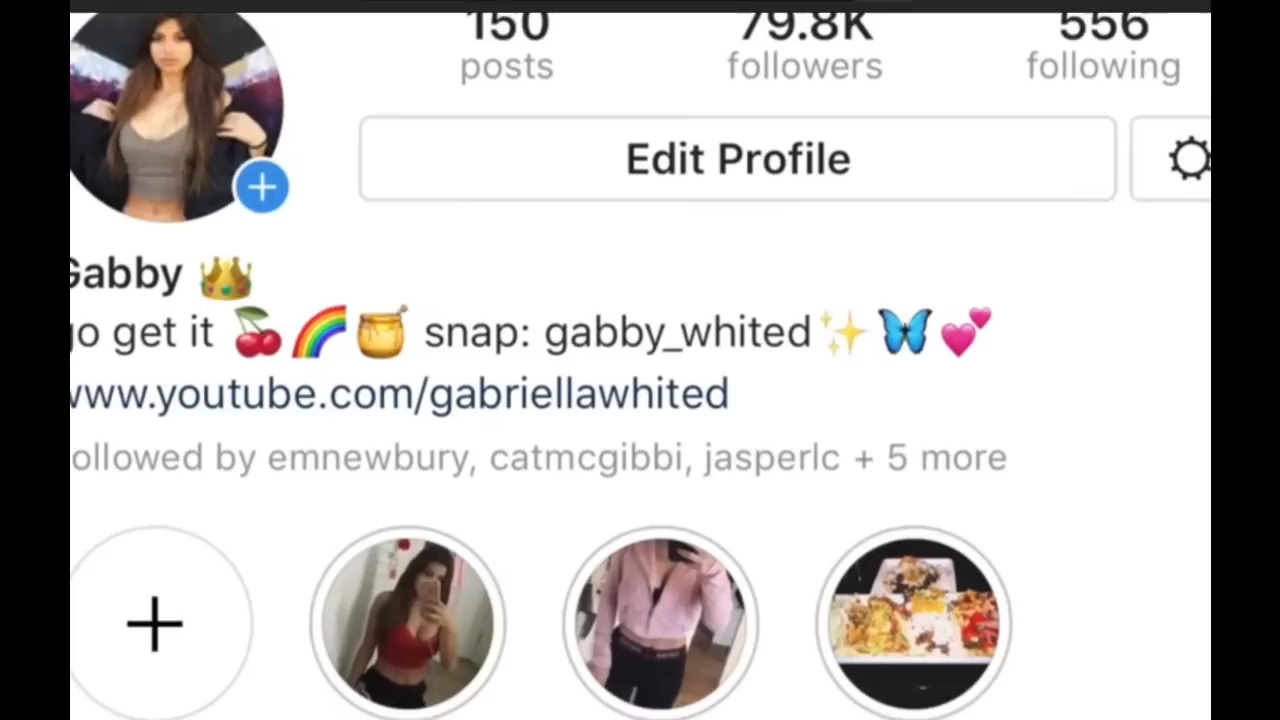 150 79.8K 556
posts followers following
Edit Profile
Gabby 👑
go get it 🍒🌈🍯 snap: gabby_whited✨🦋💕
www.youtube.com/gabriellawhited
ollowed by emnewbury, catmcgibbi, jasperlc + 5 more